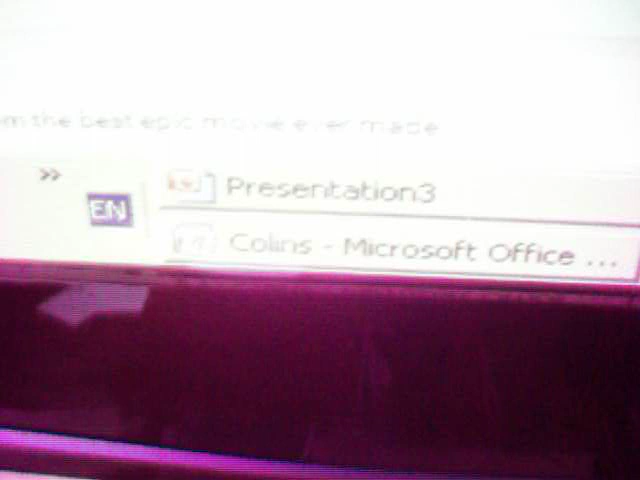 the best epic movie ever made
»
Presentation3
EN
Colins - Microsoft Office ...